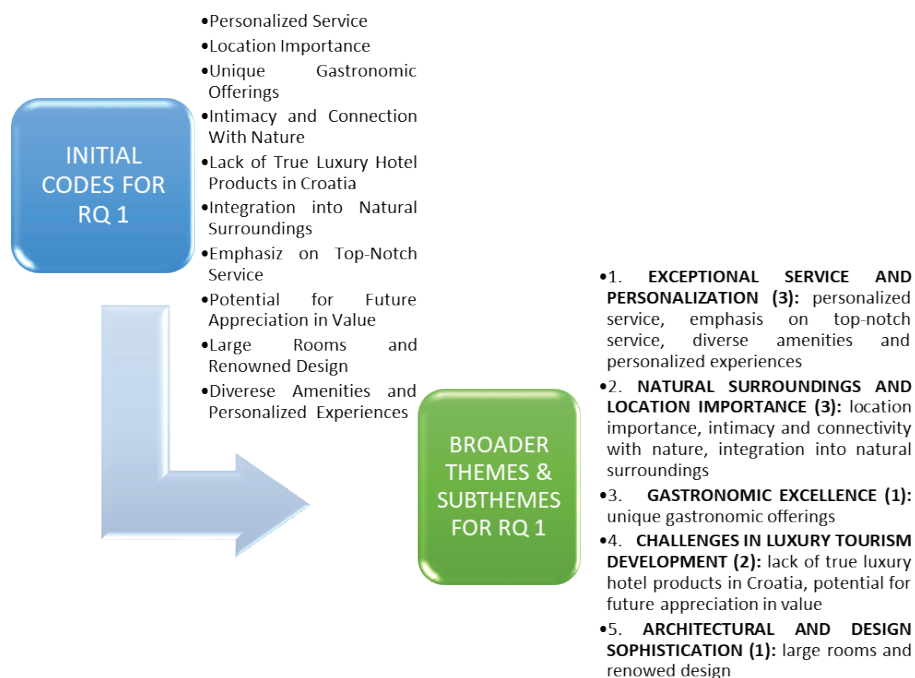 INITIAL
CODES FOR
RQ 1
•Personalized Service
•Location Importance
•Unique Gastronomic
Offerings
•Intimacy and Connection
With Nature
•Lack of True Luxury Hotel
Products in Croatia
•Integration into Natural
Surroundings
•Emphasiz on Top-Notch
Service
•Potential for Future
Appreciation in Value
•Large Rooms and
Renowned Design
•Diverese Amenities and
Personalized Experiences
BROADER
THEMES &
SUBTHEMES
FOR RQ 1
•1. EXCEPTIONAL SERVICE AND
PERSONALIZATION (3): personalized
service, emphasis on top-notch
service, diverse amenities and
personalized experiences
•2. NATURAL SURROUNDINGS AND
LOCATION IMPORTANCE (3): location
importance, intimacy and connectivity
with nature, integration into natural
surroundings
•3. GASTRONOMIC EXCELLENCE (1):
unique gastronomic offerings
•4. CHALLENGES IN LUXURY TOURISM
DEVELOPMENT (2): lack of true luxury
hotel products in Croatia, potential for
future appreciation in value
•5. ARCHITECTURAL AND DESIGN
SOPHISTICATION (1): large rooms and
renowed design